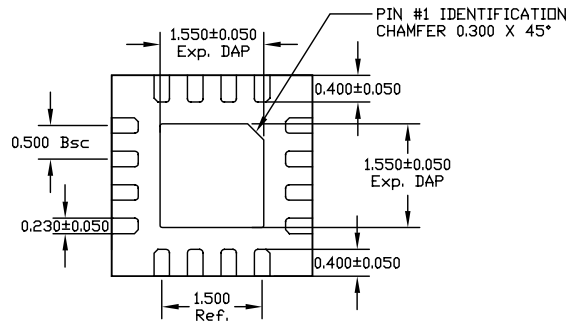 PIN #1 IDENTIFICATION
CHAMFER 0.300 X 45°
1.550±0.050
Exp. DAP
0.400±0.050
0.500 Bsc
1.550±0.050
Exp. DAP
0.230±0.050
0.400±0.050
1.500
Ref.